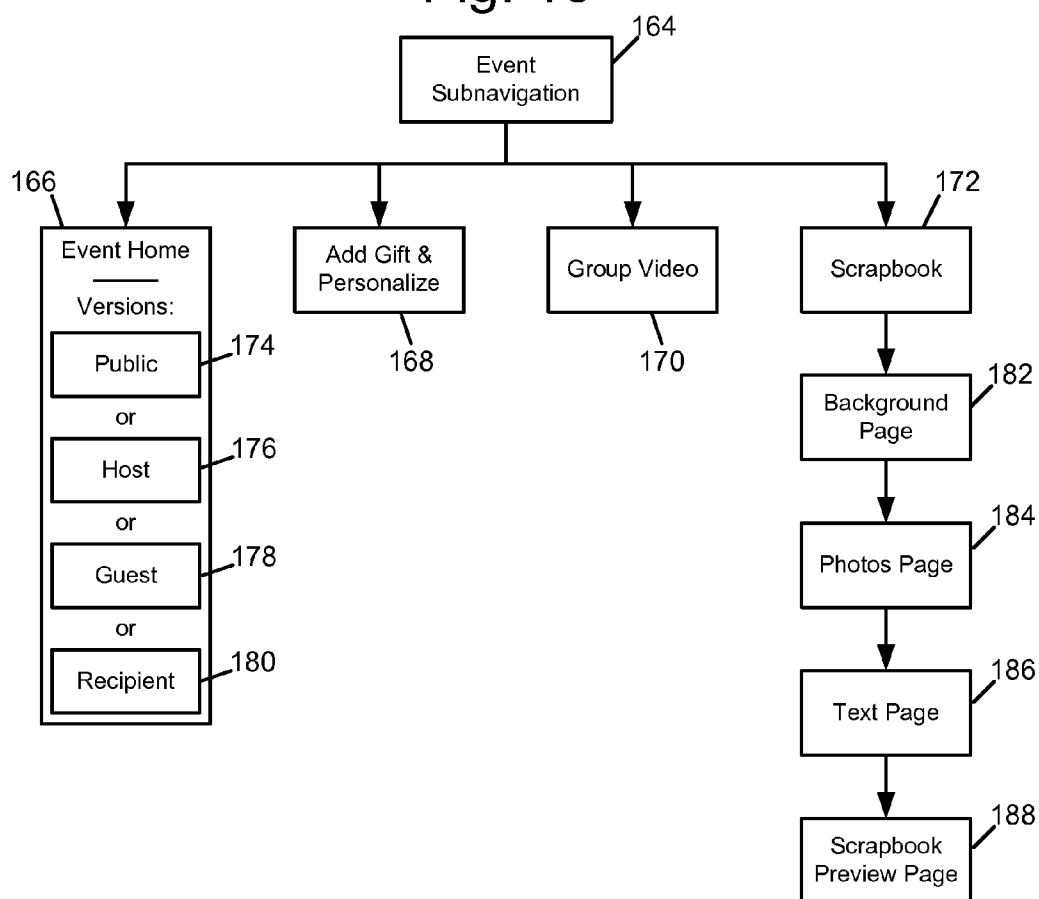 Fig.
164
Event
Subnavigation
166
172
Event Home
Versions:
Add Gift &
Personalize
Group Video
Scrapbook
168
170
Public
174
or
Host
176
or
Guest
178
or
Recipient
180
Background
Page
182
Photos Page
184
Text Page
186
Scrapbook
Preview Page
188